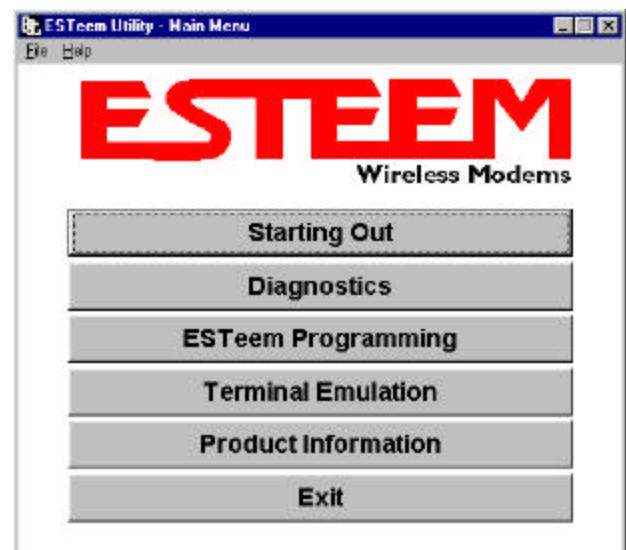 ESTeem Utility - Main Menu
File Help
ESTEEM
Wireless Modems
Starting Out
Diagnostics
ESTeem Programming
Terminal Emulation
Product Information
Exit